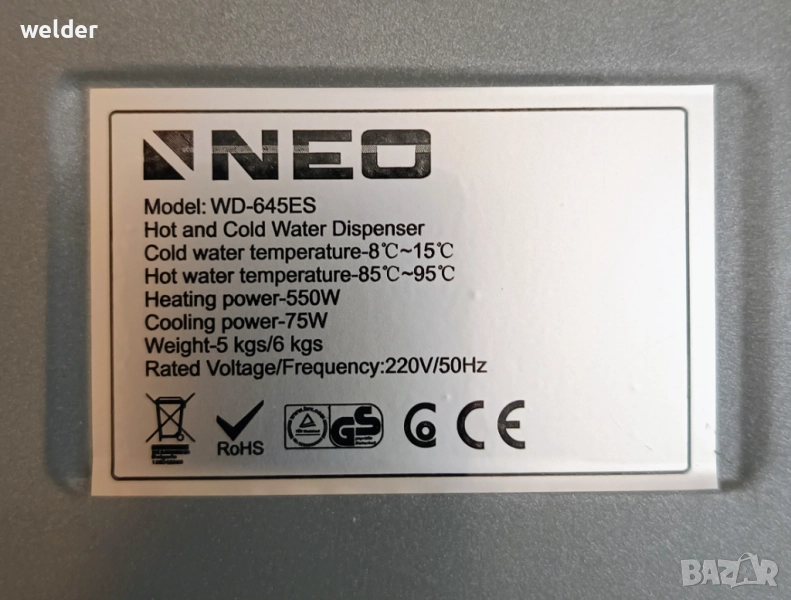 welder
NEO
Model: WD-645ES
Hot and Cold Water Dispenser
Cold water temperature-8℃~15℃
Hot water temperature-85℃~95℃
Heating power-550W
Cooling power-75W
Weight-5 kgs/6 kgs
Rated Voltage/Frequency:220V/50Hz
RoHS
GS
CE
BAZAR